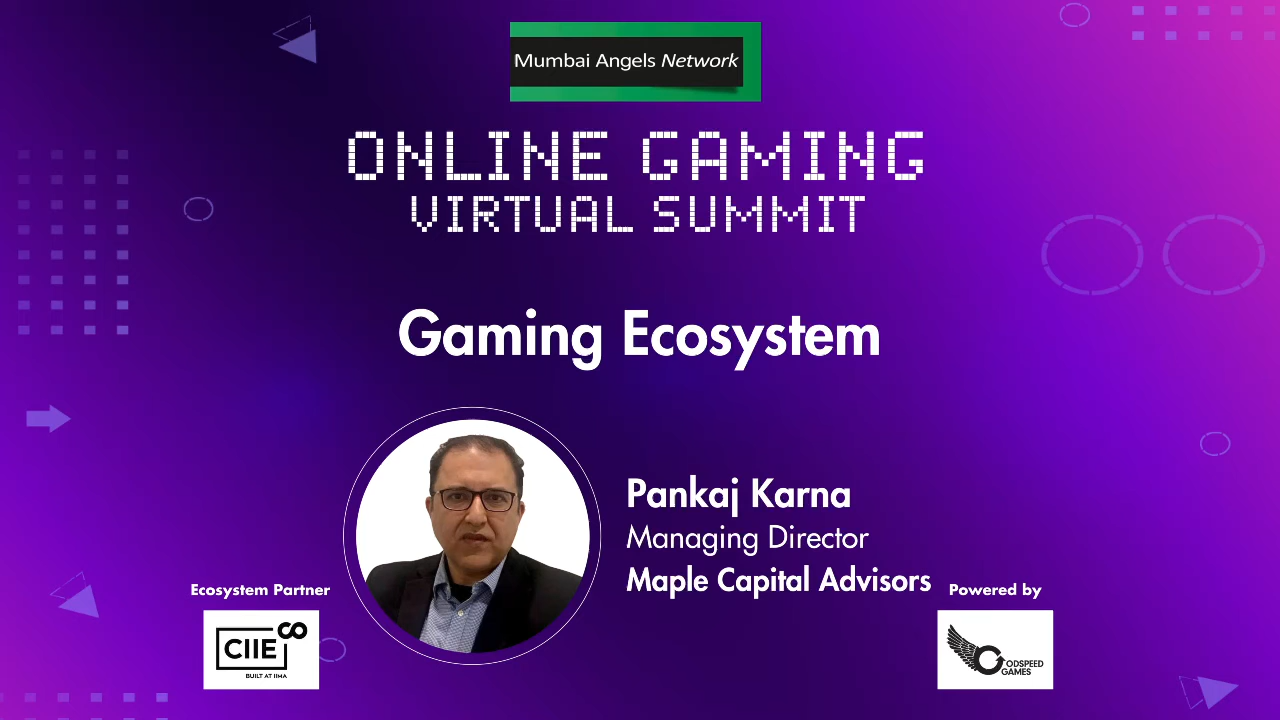 Mumbai Angels Network
ONLINE GAMING
VIRTUAL SUMMIT
Gaming Ecosystem
Pankaj Karna
Managing Director
Maple Capital Advisors
Ecosystem Partner
CIIE
BUILT AT IIMA
Powered by
GODSPEED
GAMES